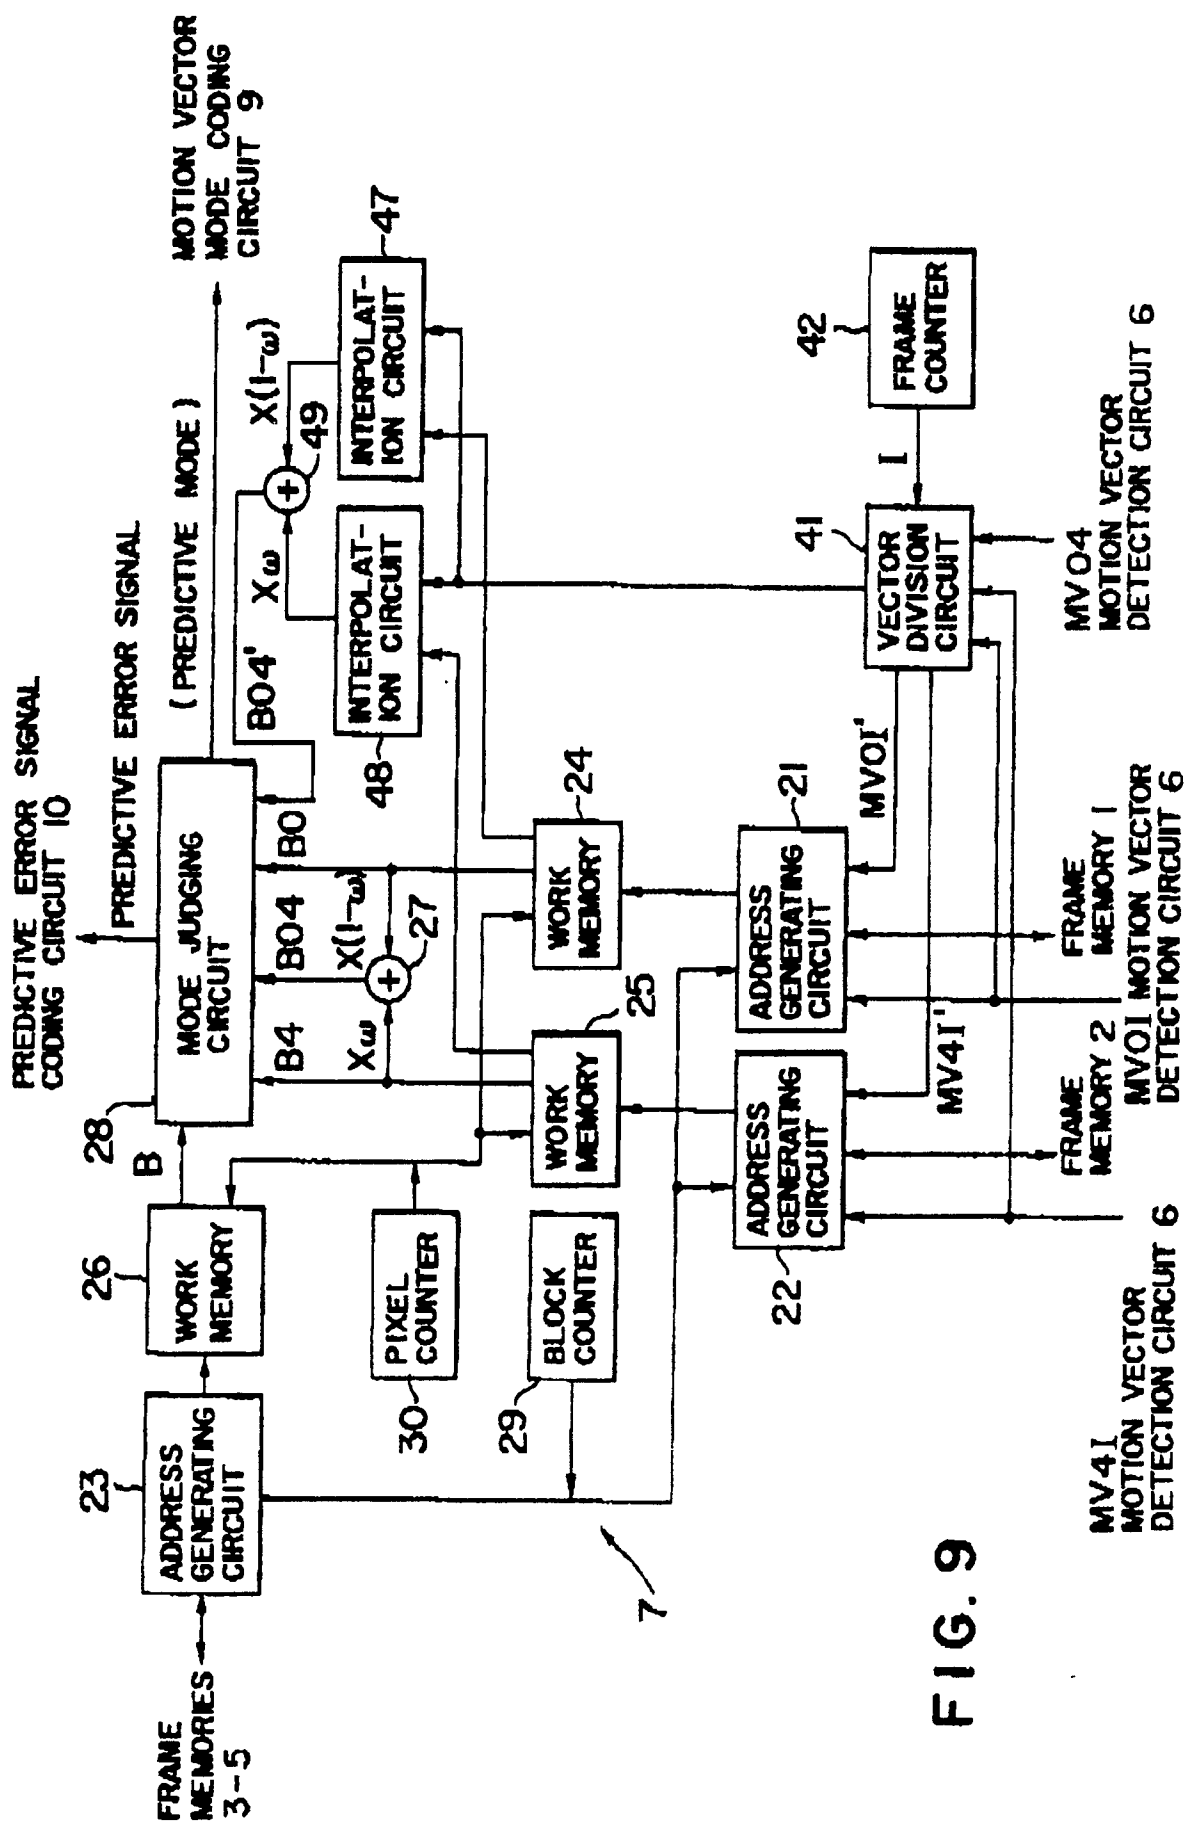 FRAME
MEMORIES
3-5
23
ADDRESS
GENERATING
CIRCUIT
26
WORK
MEMORY
B
28
MODE JUDGING
CIRCUIT
PREDICTIVE ERROR SIGNAL
CODING CIRCUIT 10
PREDICTIVE ERROR SIGNAL
(PREDICTIVE MODE)
MOTION VECTOR
MODE CODING
CIRCUIT 9
B4
B04
B0
B04'
Xω
X(1-ω)
27
+
Xω
X(1-ω)
49
+
PIXEL
COUNTER
30
BLOCK
COUNTER
29
WORK
MEMORY
25
WORK
MEMORY
24
INTERPOLAT-
ION CIRCUIT
48
INTERPOLAT-
ION CIRCUIT
47
7
ADDRESS
GENERATING
CIRCUIT
22
ADDRESS
GENERATING
CIRCUIT
21
MV0I'
MV4I'
41
VECTOR
DIVISION
CIRCUIT
I
42
FRAME
COUNTER
MV4I
MOTION VECTOR
DETECTION CIRCUIT 6
FRAME
MEMORY 2
FRAME
MEMORY 1
MV0I MOTION VECTOR
DETECTION CIRCUIT 6
MV04
MOTION VECTOR
DETECTION CIRCUIT 6
FIG. 9